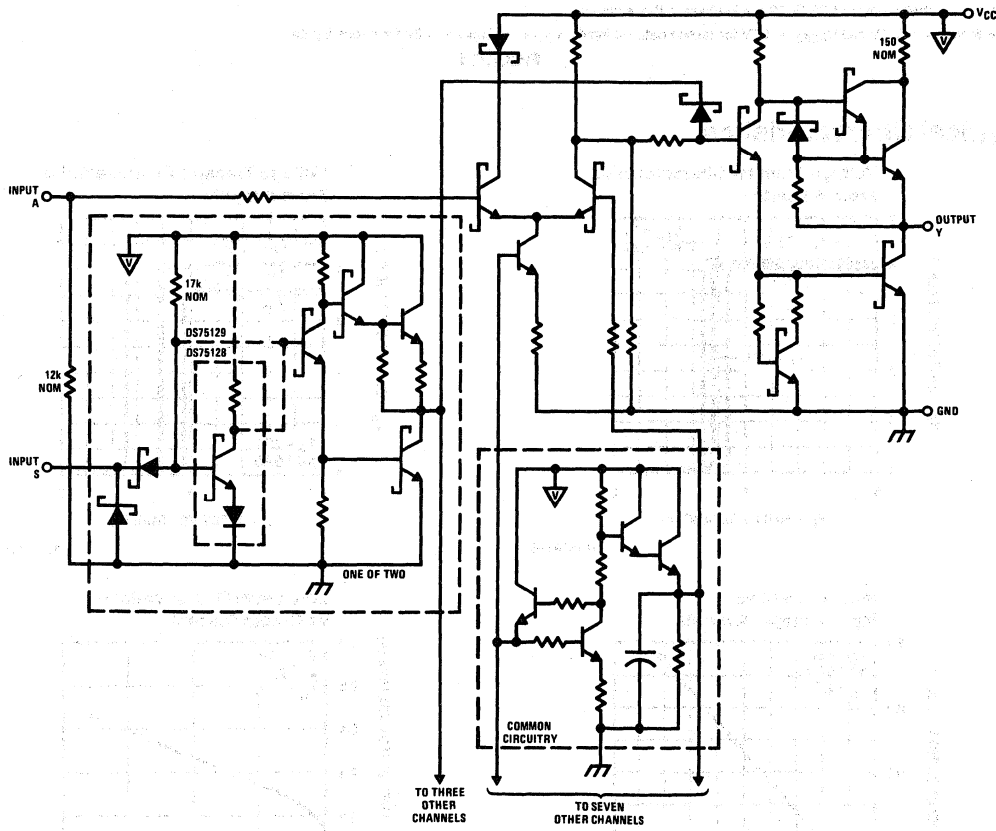 VCC
V
150
NOM
INPUT
A
V
17k
NOM
DS75129
DS75128
12k
NOM
OUTPUT
Y
GND
INPUT
S
V
ONE OF TWO
COMMON
CIRCUITRY
TO THREE
OTHER
CHANNELS
TO SEVEN
OTHER CHANNELS